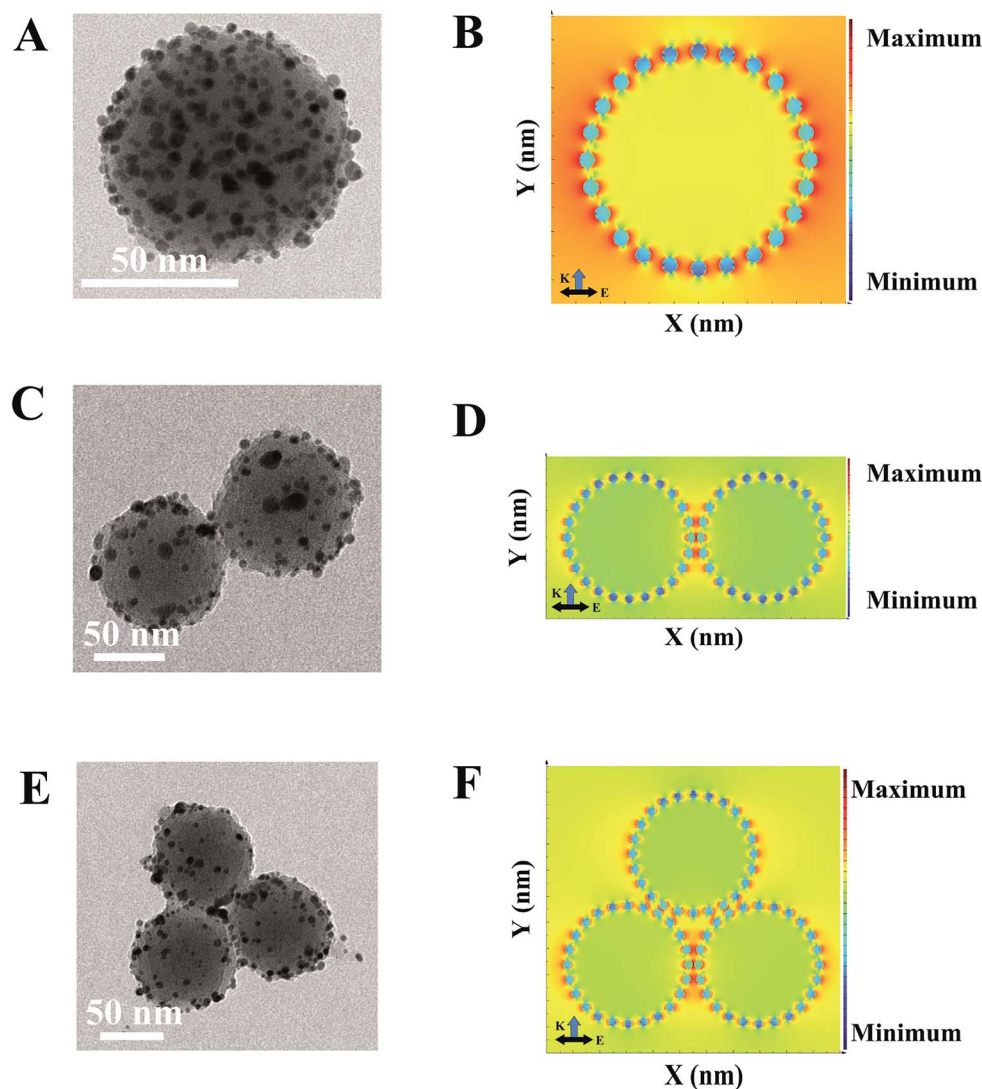 A
50 nm
B
Maximum
Y (nm)
K
E
Minimum
X (nm)
C
50 nm
D
Maximum
Y (nm)
K
E
Minimum
X (nm)
E
50 nm
F
Maximum
Y (nm)
K
E
Minimum
X (nm)